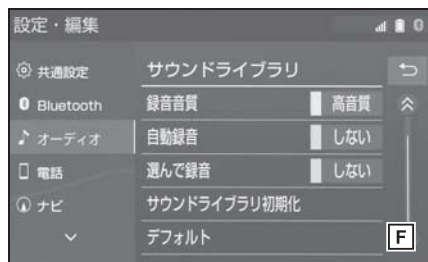 設定・編集
共通設定
Bluetooth
オーディオ
電話
ナビ
サウンドライブラリ
録音音質 高音質
自動録音 しない
選んで録音 しない
サウンドライブラリ初期化
デフォルト
F